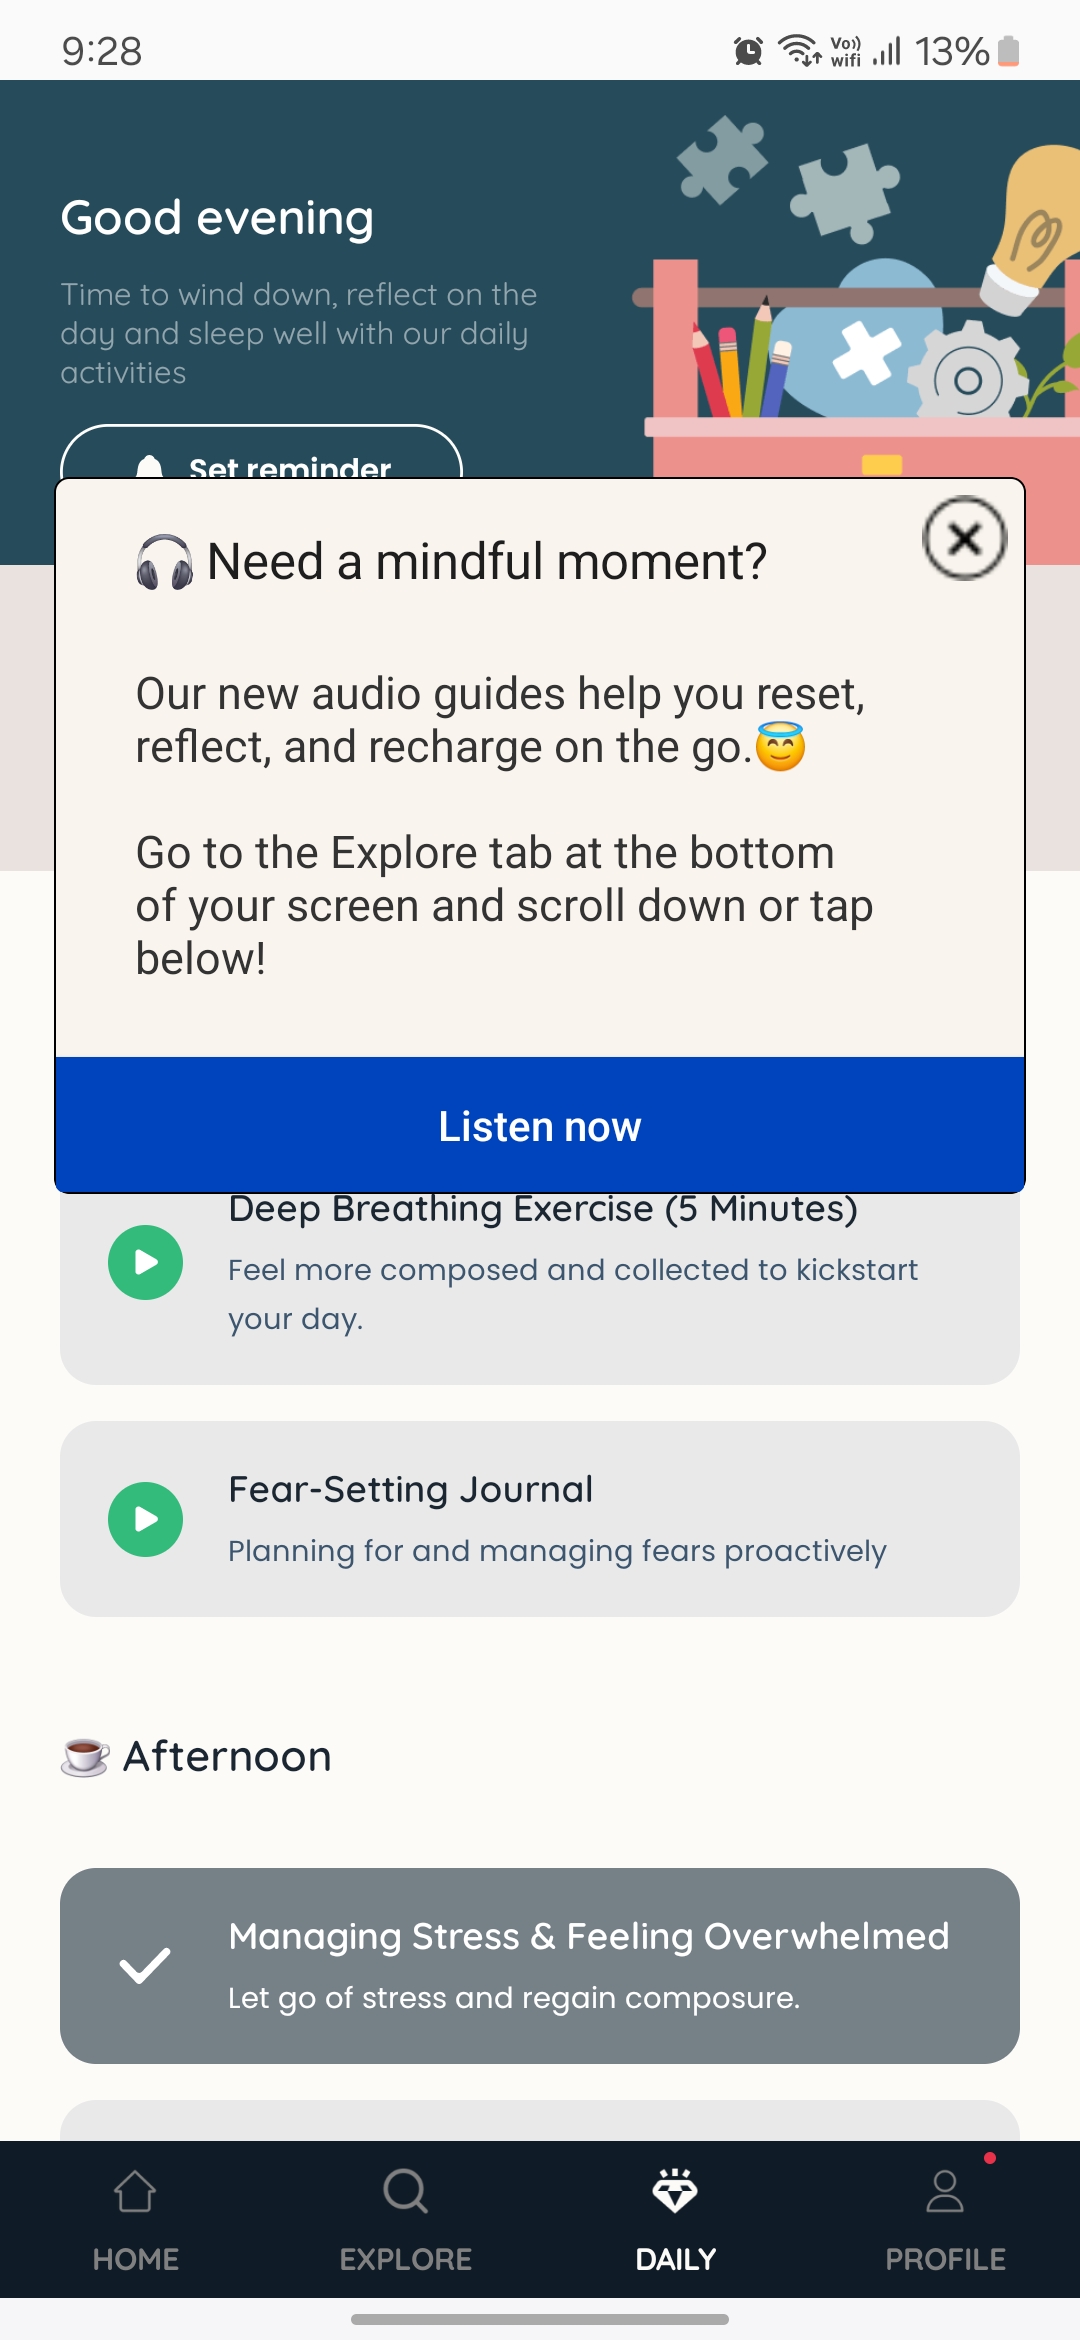 9:28
Vo))
wifi
13%
Good evening
Time to wind down, reflect on the
day and sleep well with our daily
activities
Set reminder
🎧 Need a mindful moment?
Our new audio guides help you reset,
reflect, and recharge on the go.😇
Go to the Explore tab at the bottom
of your screen and scroll down or tap
below!
Listen now
Deep Breathing Exercise (5 Minutes)
Feel more composed and collected to kickstart
your day.
Fear-Setting Journal
Planning for and managing fears proactively
☕ Afternoon
Managing Stress & Feeling Overwhelmed
Let go of stress and regain composure.
HOME
EXPLORE
DAILY
PROFILE